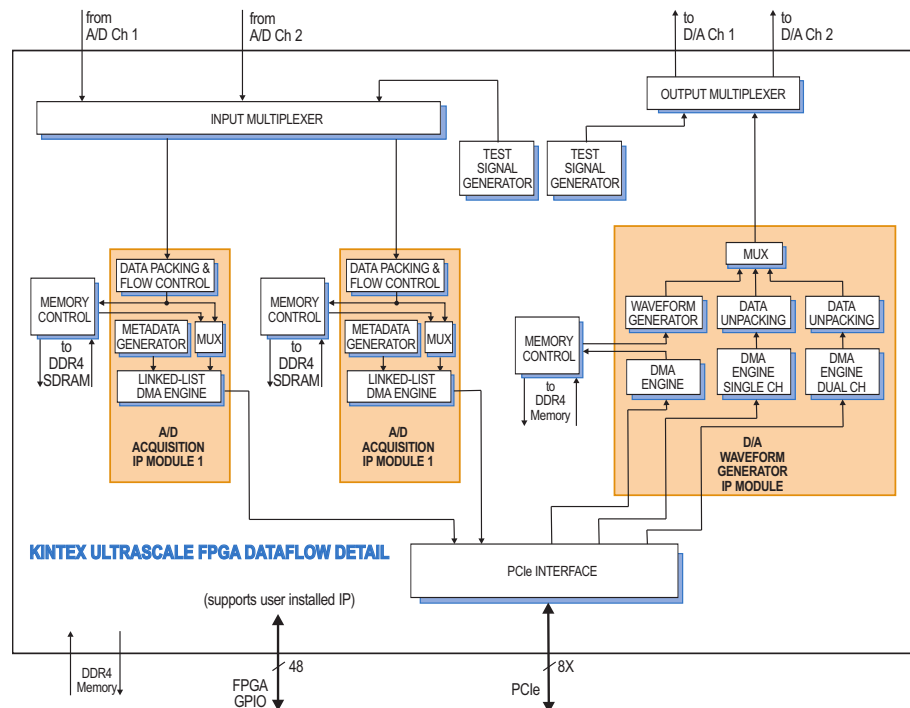 from
A/D Ch 1
from
A/D Ch 2
to
D/A Ch 1
to
D/A Ch 2
INPUT MULTIPLEXER
OUTPUT MULTIPLEXER
TEST
SIGNAL
GENERATOR
TEST
SIGNAL
GENERATOR
DATA PACKING &
FLOW CONTROL
MEMORY
CONTROL
METADATA
GENERATOR
MUX
to
DDR4
SDRAM
LINKED-LIST
DMA ENGINE
A/D
ACQUISITION
IP MODULE 1
DATA PACKING &
FLOW CONTROL
MEMORY
CONTROL
METADATA
GENERATOR
MUX
to
DDR4
SDRAM
LINKED-LIST
DMA ENGINE
A/D
ACQUISITION
IP MODULE 1
MUX
WAVEFORM
GENERATOR
DATA
UNPACKING
DATA
UNPACKING
MEMORY
CONTROL
to
DDR4
Memory
DMA
ENGINE
DMA
ENGINE
SINGLE CH
DMA
ENGINE
DUAL CH
D/A
WAVEFORM
GENERATOR
IP MODULE
KINTEX ULTRASCALE FPGA DATAFLOW DETAIL
PCIe INTERFACE
(supports user installed IP)
DDR4
Memory
48
FPGA
GPIO
8X
PCIe